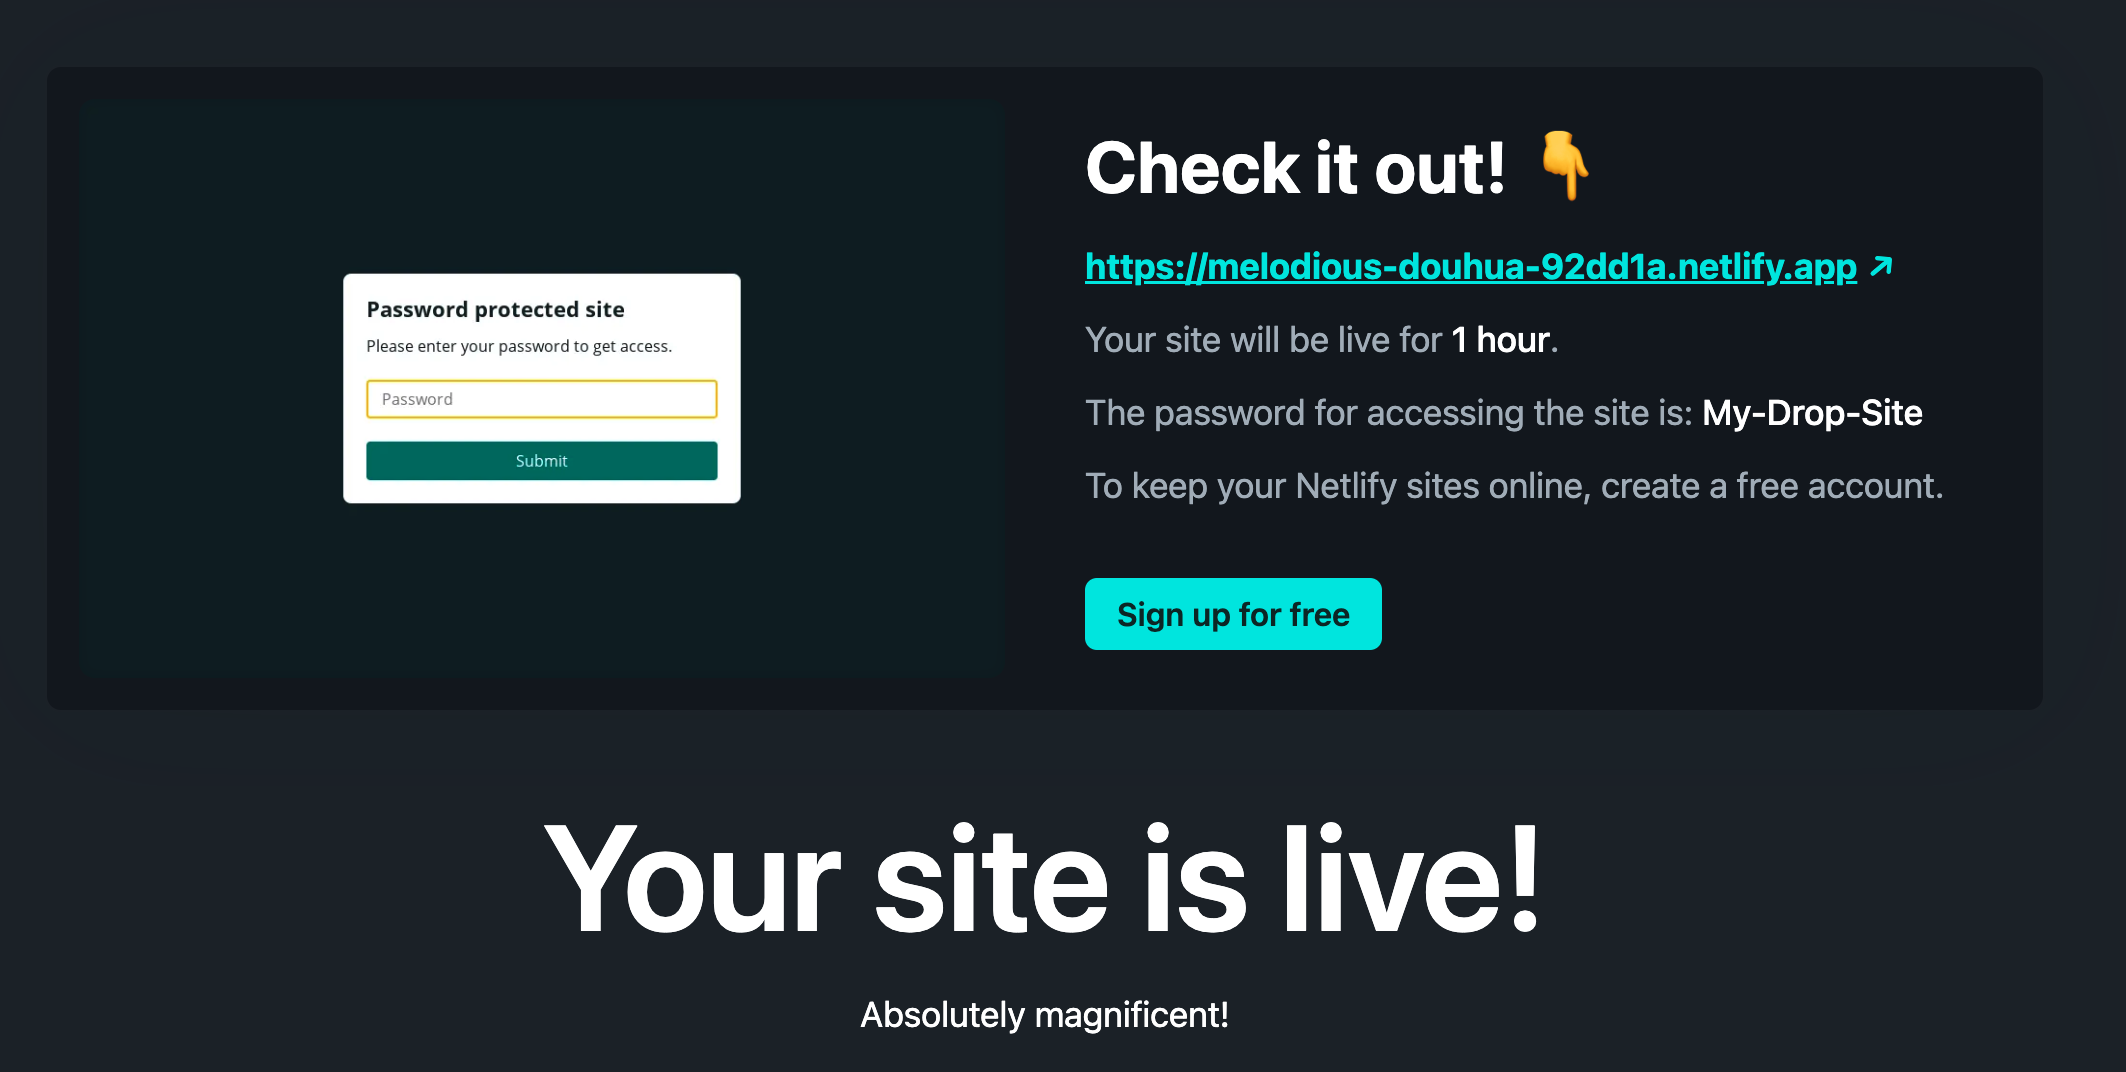 Password protected site
Please enter your password to get access.
Password
Submit
Check it out! 👇
https://melodious-douhua-92dd1a.netlify.app ↗
Your site will be live for 1 hour.
The password for accessing the site is: My-Drop-Site
To keep your Netlify sites online, create a free account.
Sign up for free
Your site is live!
Absolutely magnificent!